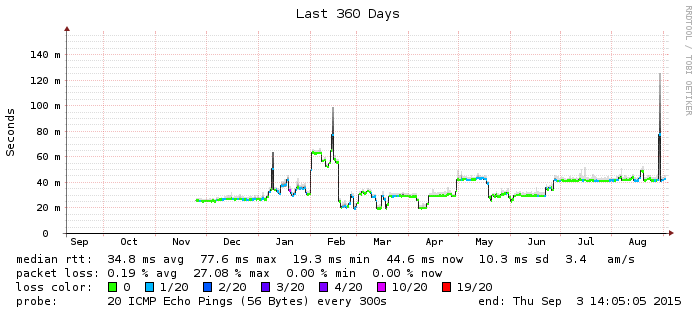 Last 360 Days
RRDTOOL / TOBI OETIKER
Seconds
140 m
120 m
100 m
80 m
60 m
40 m
20 m
0
Sep Oct Nov Dec Jan Feb Mar Apr May Jun Jul Aug
median rtt: 34.8 ms avg 77.6 ms max 19.3 ms min 44.6 ms now 10.3 ms sd 3.4 am/s
packet loss: 0.19 % avg 27.08 % max 0.00 % min 0.00 % now
loss color: 0 1/20 2/20 3/20 4/20 10/20 19/20
probe: 20 ICMP Echo Pings (56 Bytes) every 300s end: Thu Sep 3 14:05:05 2015